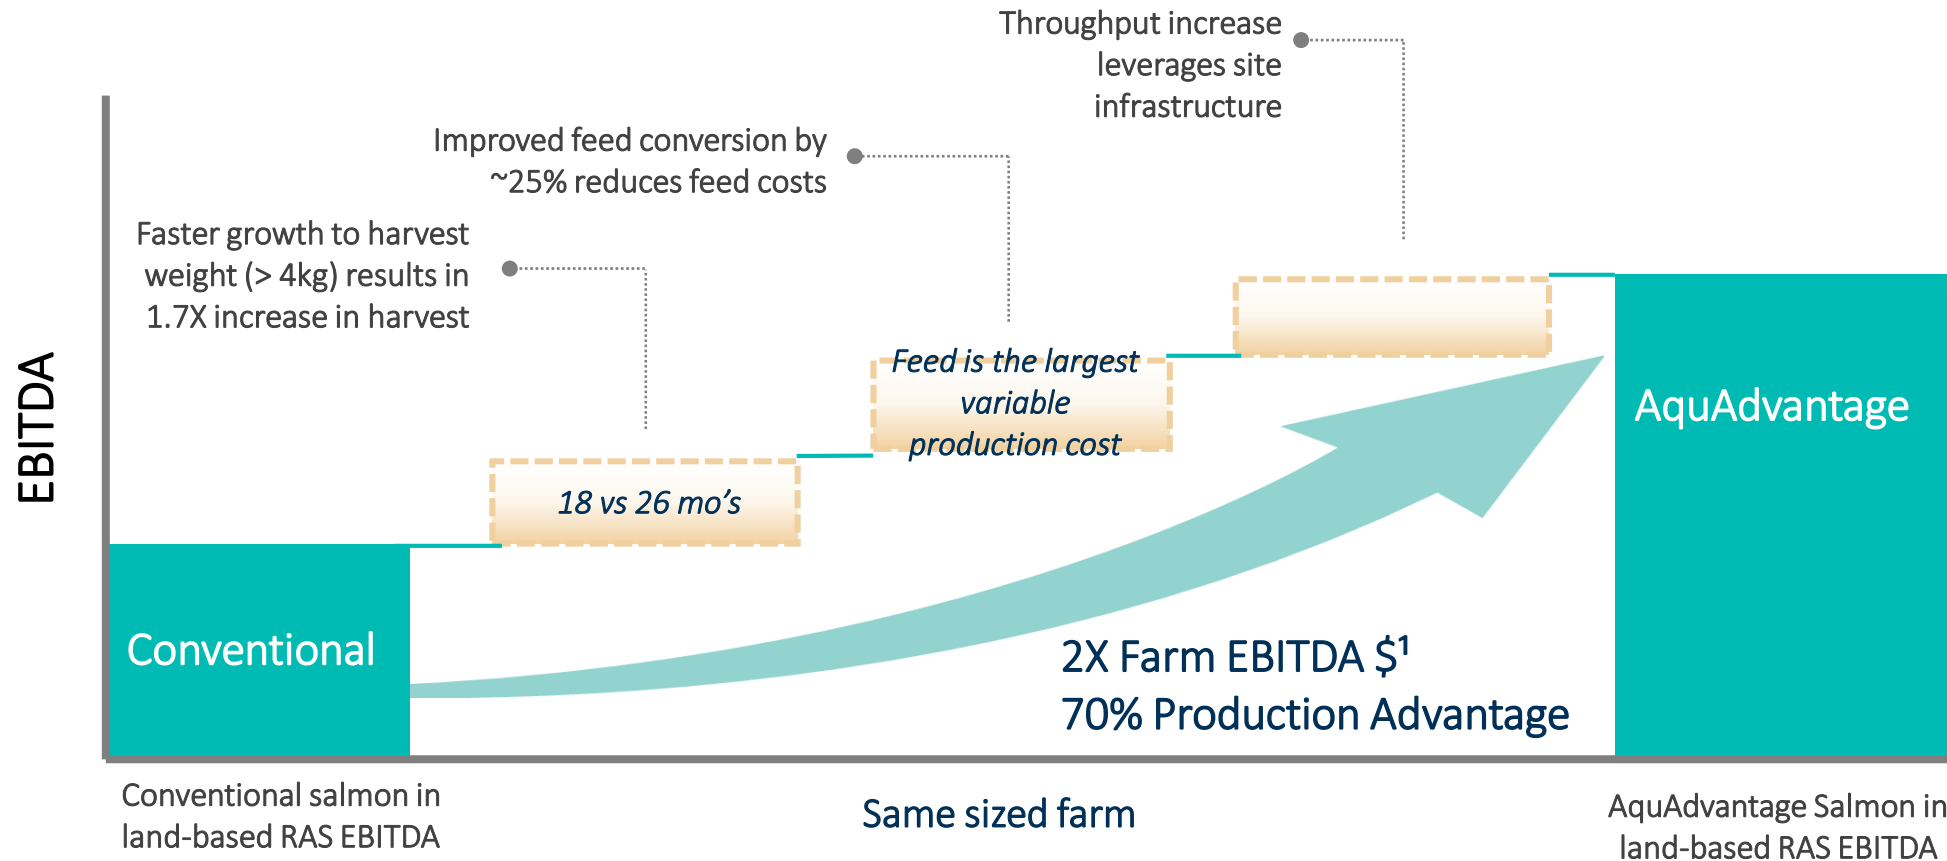 Throughput increase
leverages site
infrastructure
Improved feed conversion by
~25% reduces feed costs
Faster growth to harvest
weight (> 4kg) results in
1.7X increase in harvest
EBITDA
Feed is the largest
variable
production cost
18 vs 26 mo’s
AquAdvantage
Conventional
2X Farm EBITDA $¹
70% Production Advantage
Conventional salmon in
land-based RAS EBITDA
Same sized farm
AquAdvantage Salmon in
land-based RAS EBITDA